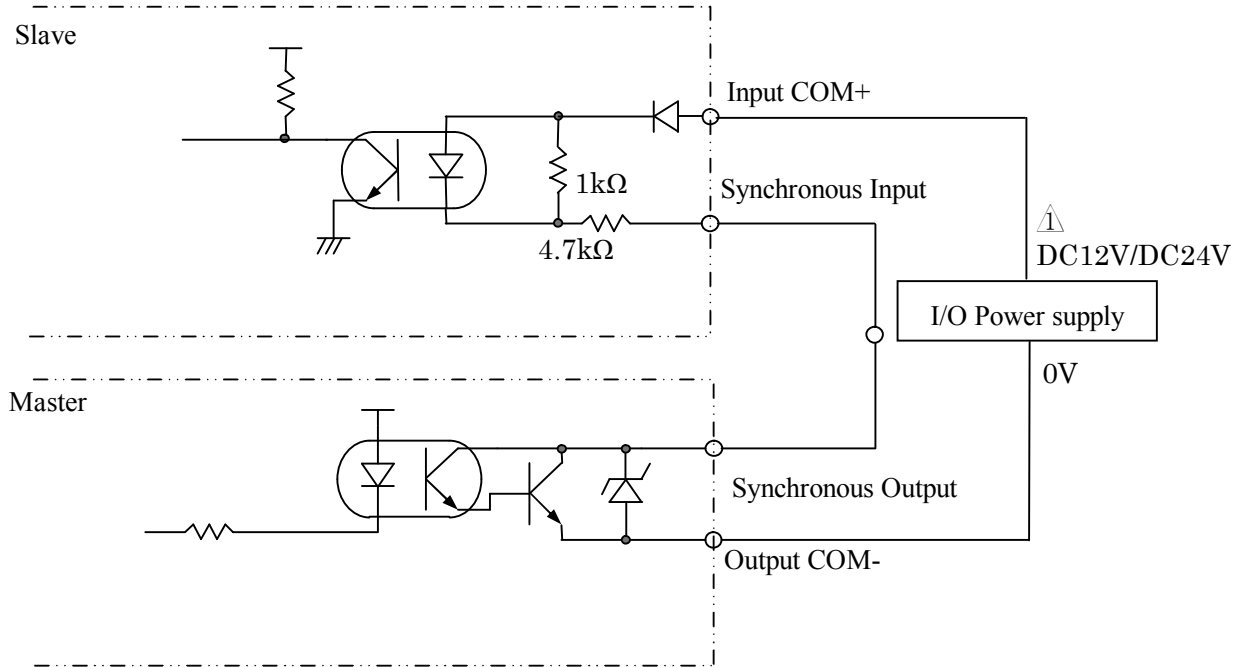 Slave
Input COM+
1kΩ
Synchronous Input
4.7kΩ
1
DC12V/DC24V
I/O Power supply
0V
Master
Synchronous Output
Output COM-